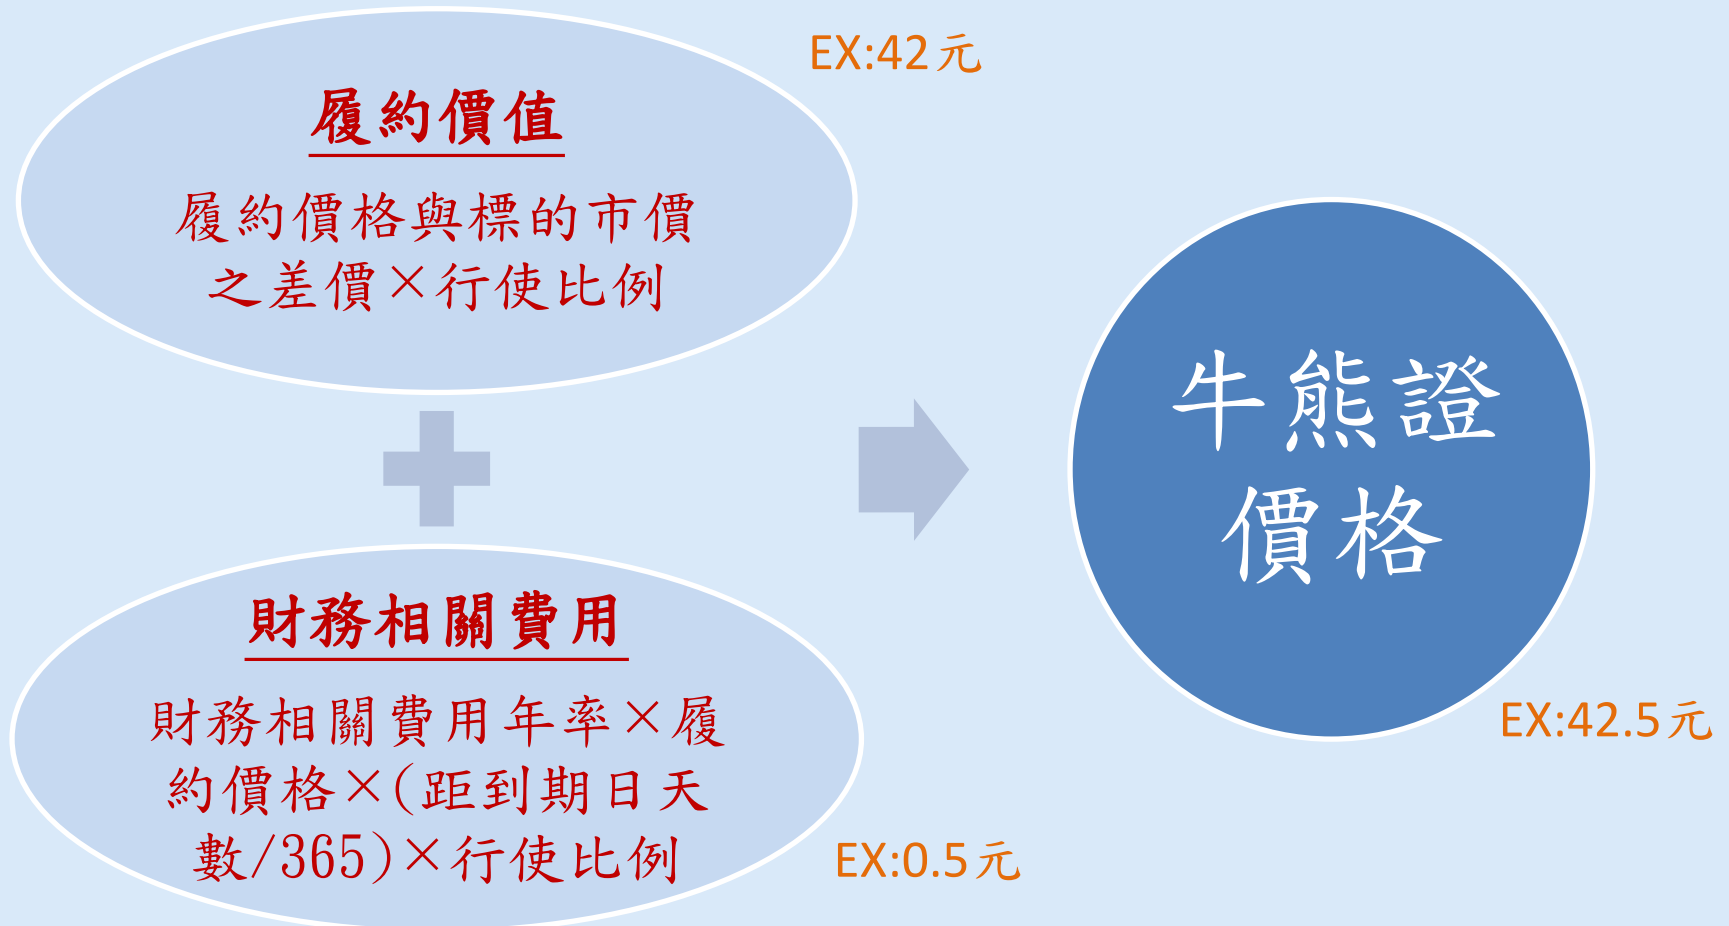 EX:42元
履約價值
履約價格與標的市價
之差價×行使比例
財務相關費用
財務相關費用年率×履
約價格×(距到期日天
數/365)×行使比例
EX:0.5元
牛熊證
價格
EX:42.5元